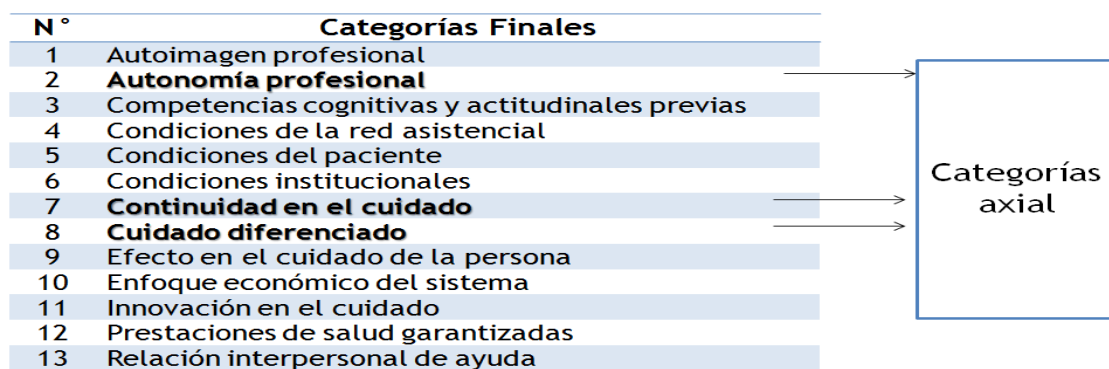 N° Categorías Finales
1 Autoimagen profesional
2 Autonomía profesional
3 Competencias cognitivas y actitudinales previas
4 Condiciones de la red asistencial
5 Condiciones del paciente
6 Condiciones institucionales
7 Continuidad en el cuidado
8 Cuidado diferenciado
9 Efecto en el cuidado de la persona
10 Enfoque económico del sistema
11 Innovación en el cuidado
12 Prestaciones de salud garantizadas
13 Relación interpersonal de ayuda
Categorías
axial